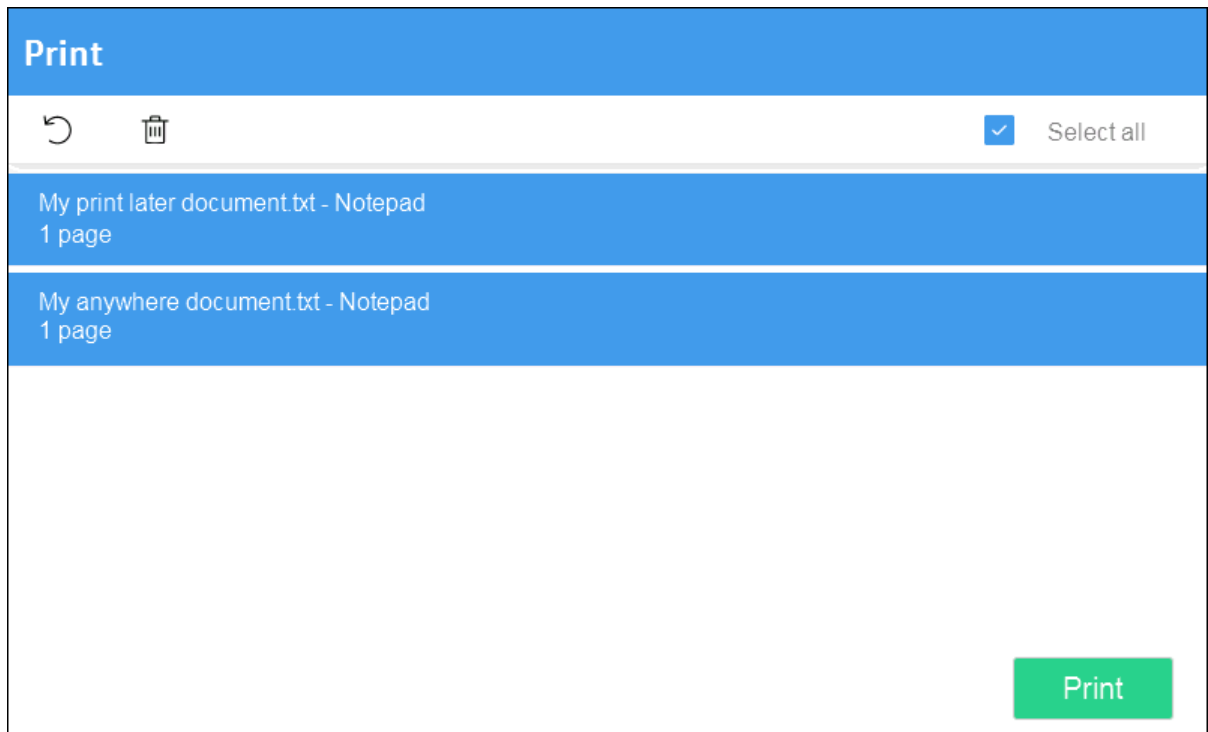 Print
Select all
My print later document.txt - Notepad
1 page
My anywhere document.txt - Notepad
1 page
Print